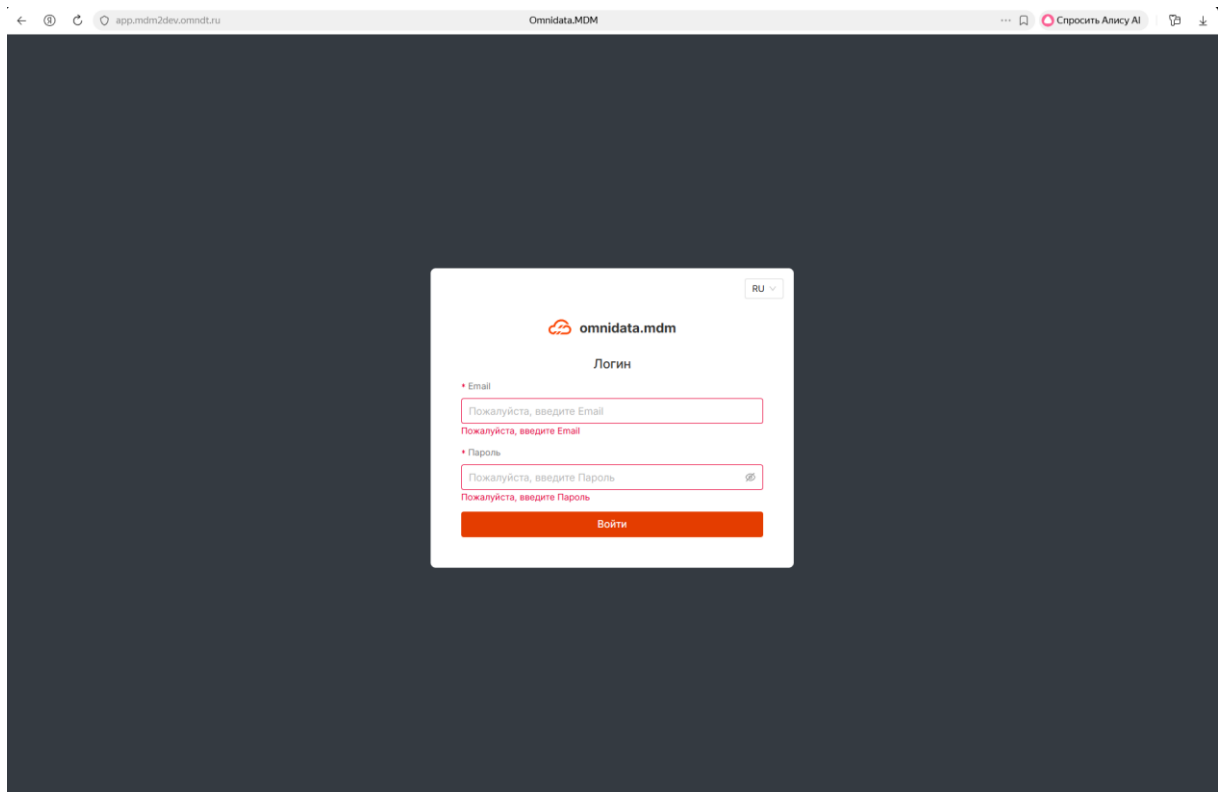 app.mdm2dev.omndt.ru Omnidata.MDM Спросить Алису AI
RU
omnidata.mdm
Логин
* Email
Пожалуйста, введите Email
Пожалуйста, введите Email
* Пароль
Пожалуйста, введите Пароль
Пожалуйста, введите Пароль
Войти